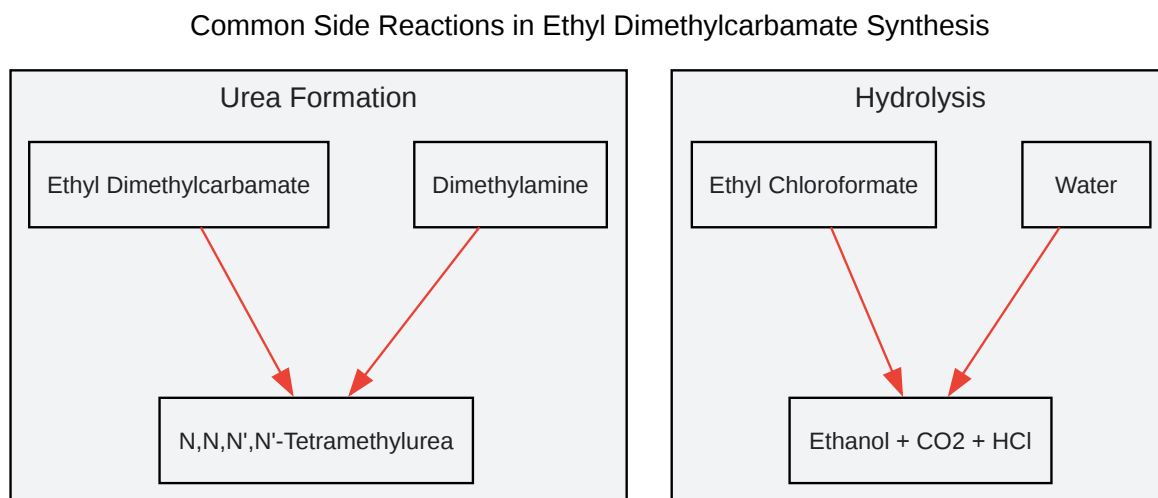 Common Side Reactions in Ethyl Dimethylcarbamate Synthesis
Urea Formation
Ethyl Dimethylcarbamate
Dimethylamine
N,N,N',N'-Tetramethylurea
Hydrolysis
Ethyl Chloroformate
Water
Ethanol + CO2 + HCl